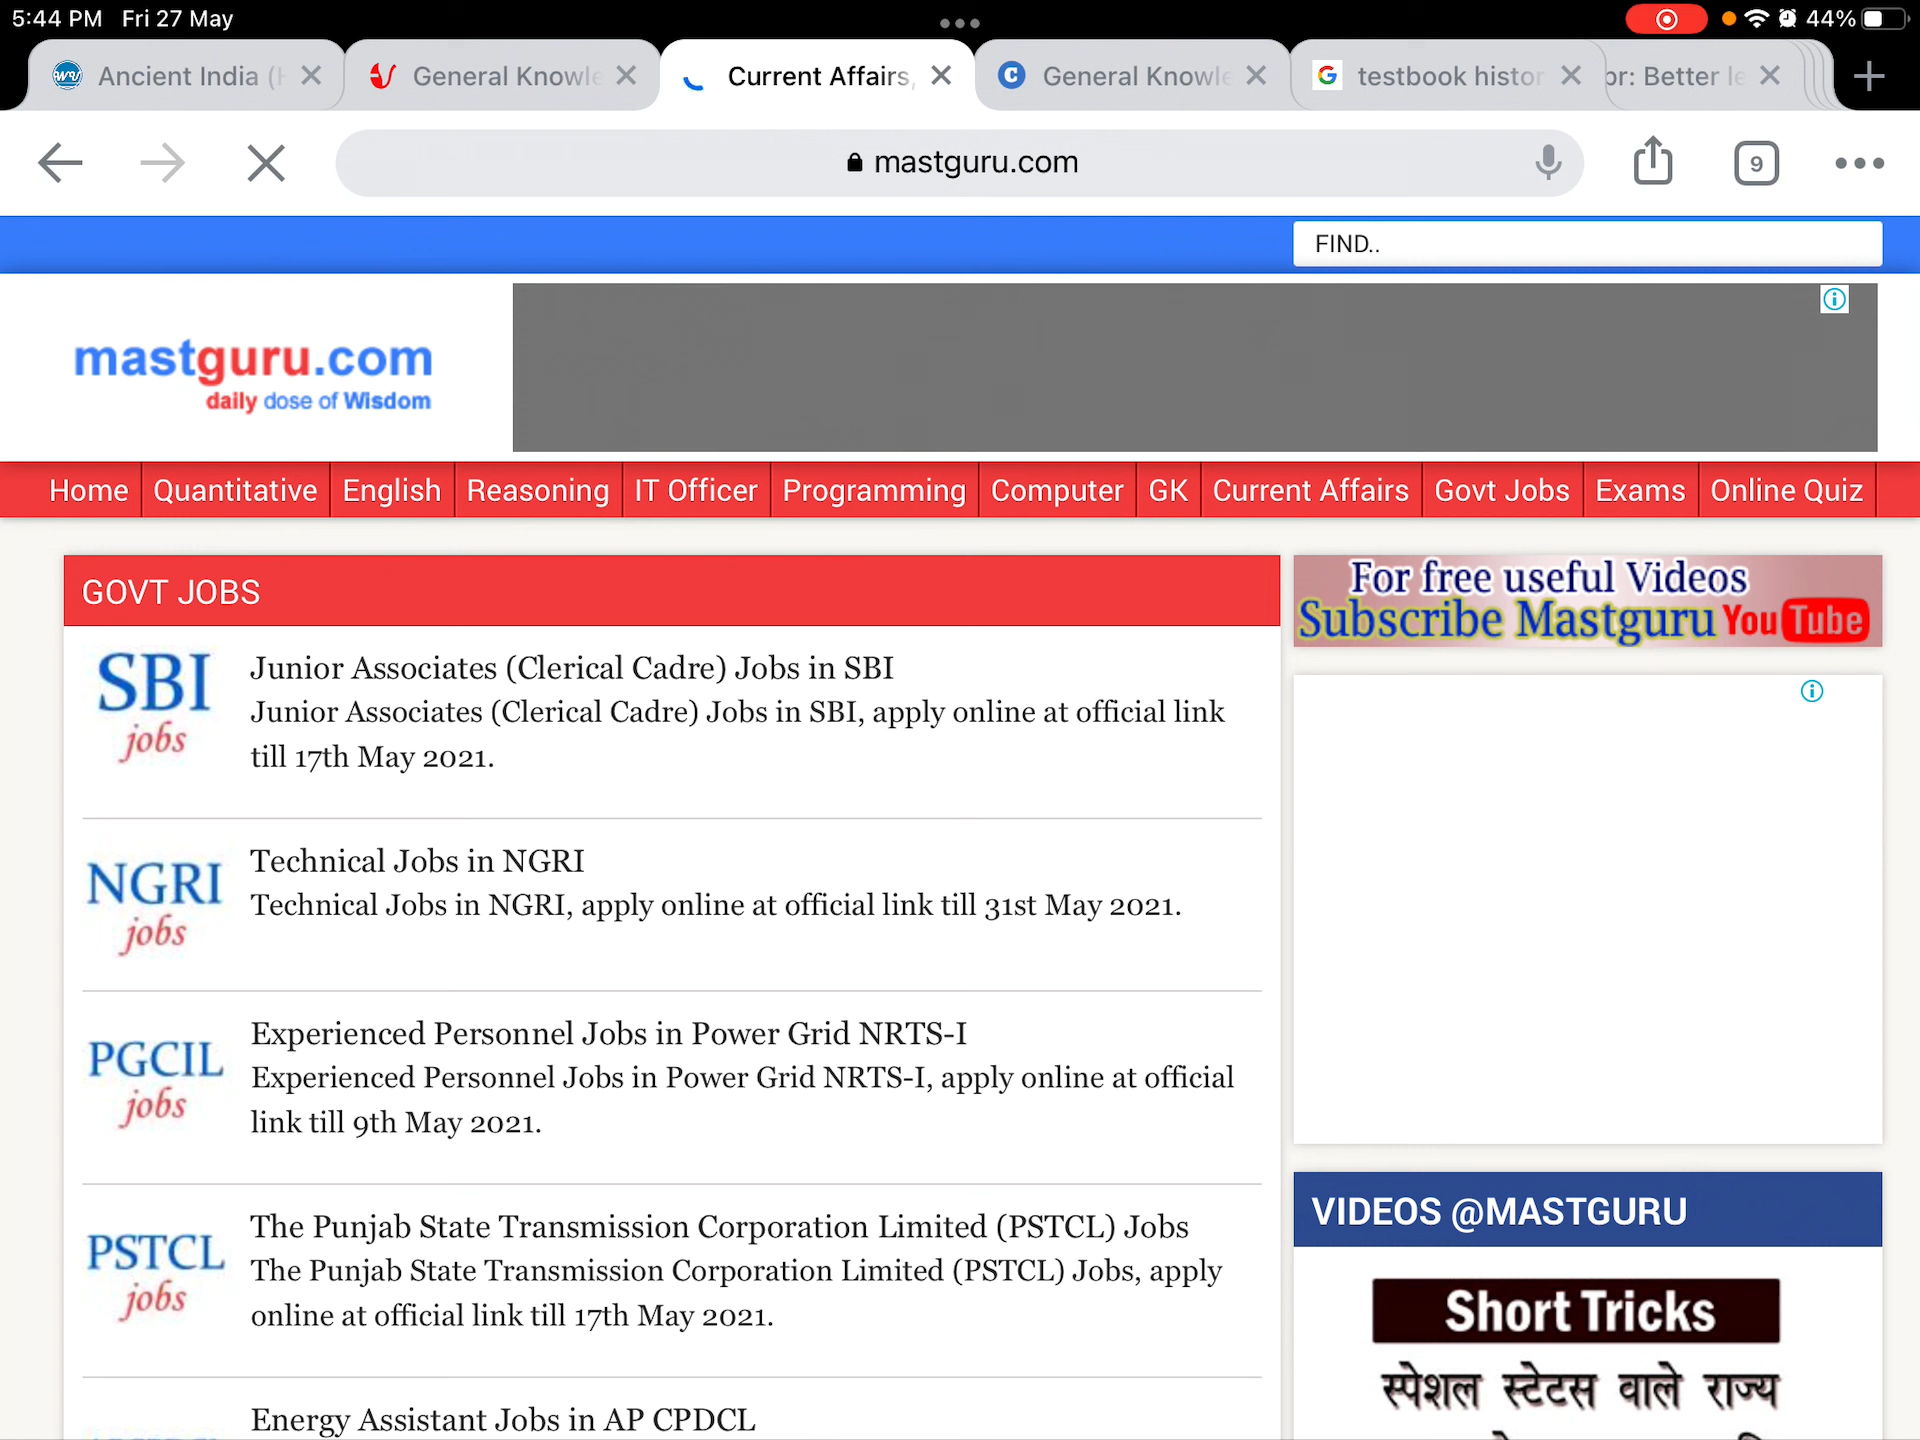 5:44 PM Fri 27 May
44%
Ancient India (
General Knowle
Current Affairs,
General Knowle
testbook histor
or: Better le
mastguru.com
9
FIND..
mastguru.com
daily dose of Wisdom
Home Quantitative English Reasoning IT Officer Programming Computer GK Current Affairs Govt Jobs Exams Online Quiz
GOVT JOBS
SBI
jobs
Junior Associates (Clerical Cadre) Jobs in SBI
Junior Associates (Clerical Cadre) Jobs in SBI, apply online at official link
till 17th May 2021.
NGRI
jobs
Technical Jobs in NGRI
Technical Jobs in NGRI, apply online at official link till 31st May 2021.
PGCIL
jobs
Experienced Personnel Jobs in Power Grid NRTS-I
Experienced Personnel Jobs in Power Grid NRTS-I, apply online at official
link till 9th May 2021.
PSTCL
jobs
The Punjab State Transmission Corporation Limited (PSTCL) Jobs
The Punjab State Transmission Corporation Limited (PSTCL) Jobs, apply
online at official link till 17th May 2021.
Energy Assistant Jobs in AP CPDCL
For free useful Videos
Subscribe Mastguru YouTube
VIDEOS @MASTGURU
Short Tricks
स्पेशल स्टेटस वाले राज्य